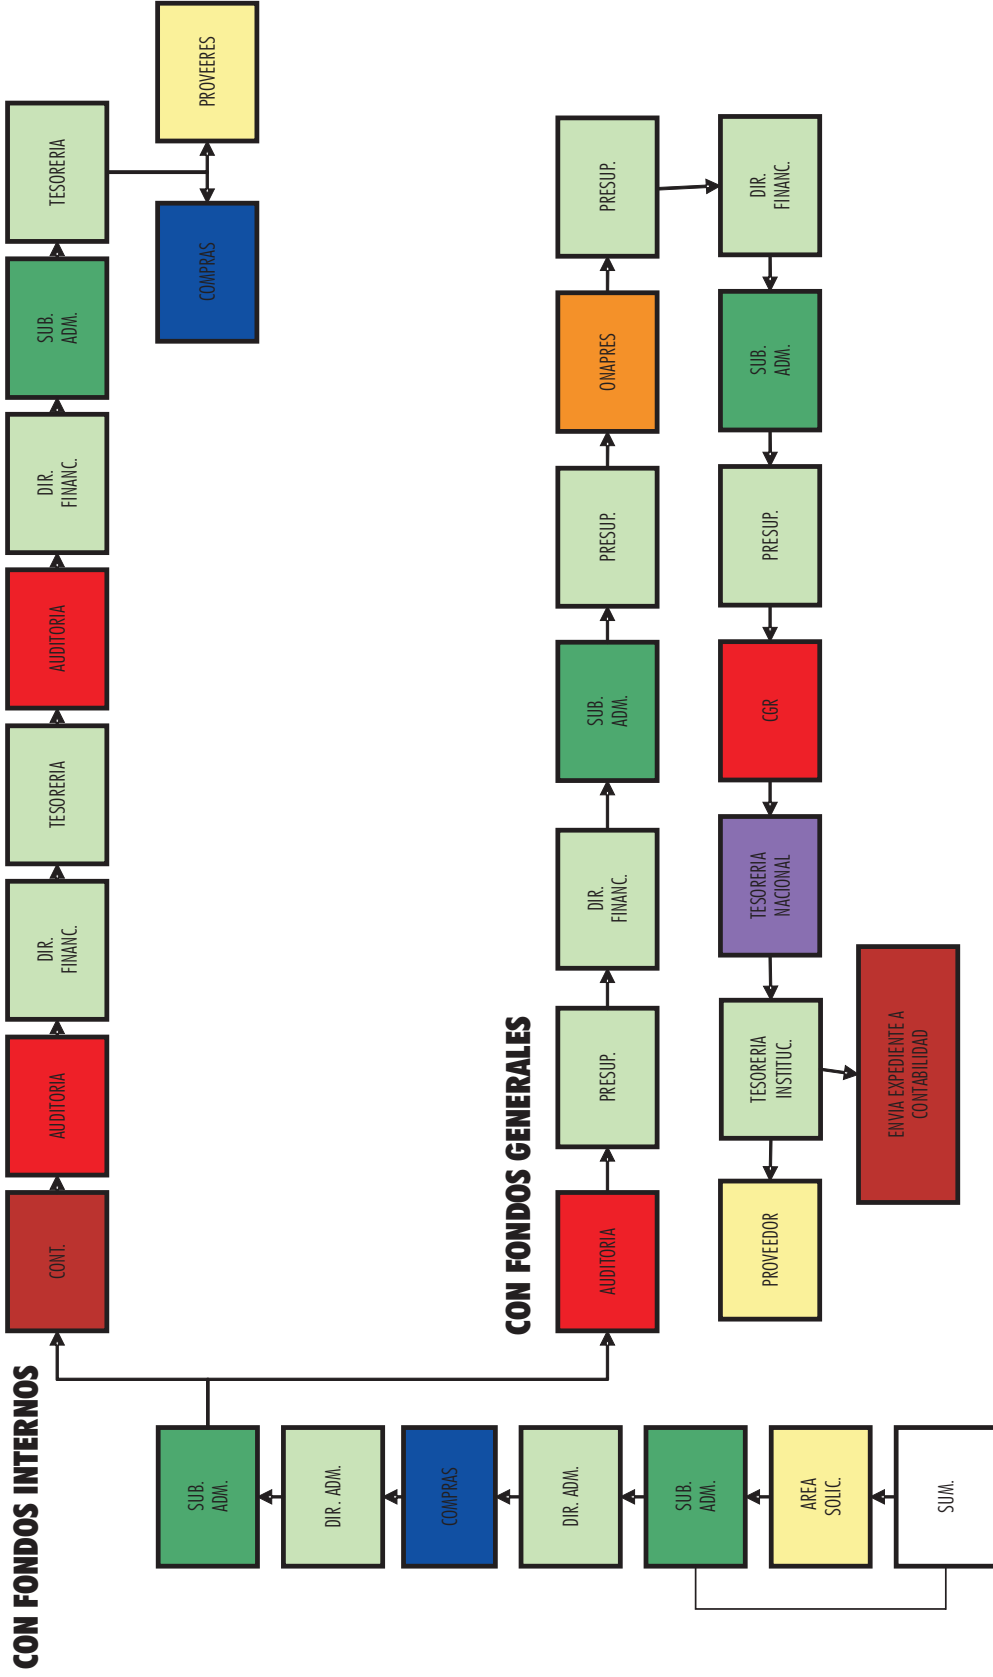 CON FONDOS INTERNOS
CONT.
AUDITORIA
DIR.
FINANC.
TESORERIA
AUDITORIA
DIR.
FINANC.
SUB.
ADM.
TESORERIA
COMPRAS
PROVEERES
SUB.
ADM.
DIR. ADM.
COMPRAS
DIR. ADM.
SUB.
ADM.
AREA
SOLIC.
SUM.
CON FONDOS GENERALES
AUDITORIA
PRESUP.
DIR.
FINANC.
SUB.
ADM.
PRESUP.
ONAPRES
PRESUP.
DIR.
FINANC.
SUB.
ADM.
PRESUP.
CGR
TESORERIA
NACIONAL
TESORERIA
INSTITUC.
PROVEEDOR
ENVIA EXPEDIENTE A
CONTABILIDAD